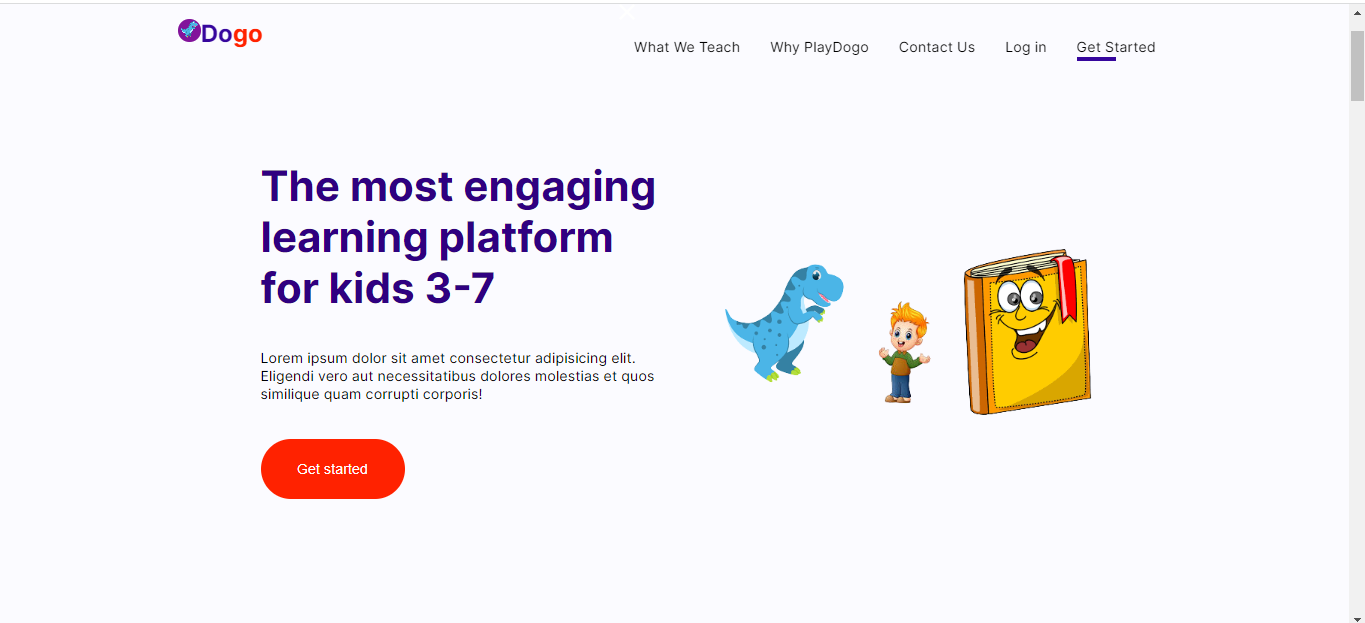 Dogo
What We Teach
Why PlayDogo
Contact Us
Log in
Get Started
The most engaging
learning platform
for kids 3-7
Lorem ipsum dolor sit amet consectetur adipisicing elit.
Eligendi vero aut necessitatibus dolores molestias et quos
similique quam corrupti corporis!
Get started